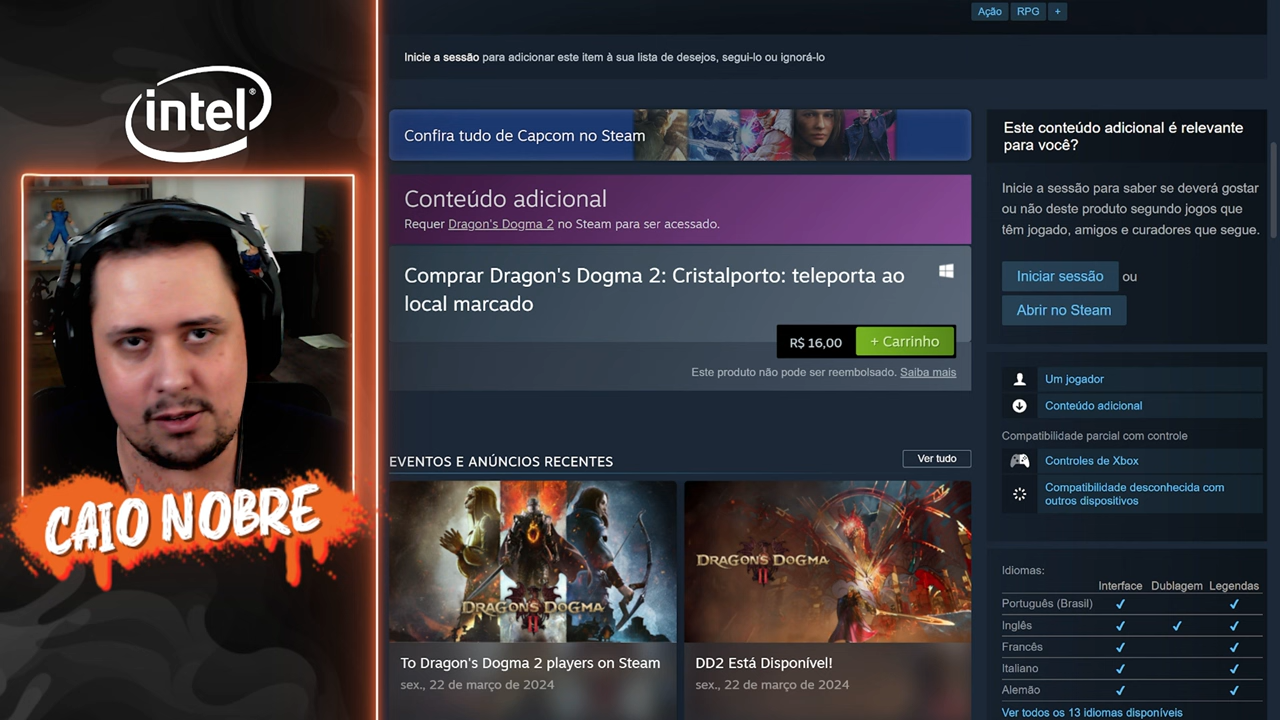 intel®
CAIO NOBRE
Ação
RPG
+
Inicie a sessão para adicionar este item à sua lista de desejos, segui-lo ou ignorá-lo
Confira tudo de Capcom no Steam
Conteúdo adicional
Requer Dragon's Dogma 2 no Steam para ser acessado.
Comprar Dragon's Dogma 2: Cristalporto: teleporta ao
local marcado
R$ 16,00
+ Carrinho
Este produto não pode ser reembolsado. Saiba mais
EVENTOS E ANÚNCIOS RECENTES
Ver tudo
DRAGON'S DOGMA
II
DRAGON'S DOGMA
II
To Dragon's Dogma 2 players on Steam
sex., 22 de março de 2024
DD2 Está Disponível!
sex., 22 de março de 2024
Este conteúdo adicional é relevante
para você?
Inicie a sessão para saber se deverá gostar
ou não deste produto segundo jogos que
têm jogado, amigos e curadores que segue.
Iniciar sessão ou
Abrir no Steam
Um jogador
Conteúdo adicional
Compatibilidade parcial com controle
Controles de Xbox
Compatibilidade desconhecida com
outros dispositivos
Idiomas:
Interface Dublagem Legendas
Português (Brasil) ✔ ✔
Inglês ✔ ✔ ✔
Francês ✔ ✔
Italiano ✔ ✔
Alemão ✔ ✔
Ver todos os 13 idiomas disponíveis